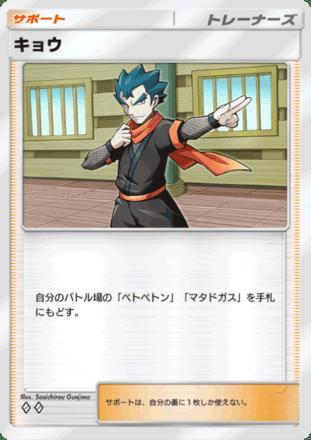 サポート
トレーナーズ
キョウ
自分のバトル場の「ベトベトン」「マタドガス」を手札
にもどす。
Illus. Souichirou Gunjima
サポートは、自分の番に1枚しか使えない。